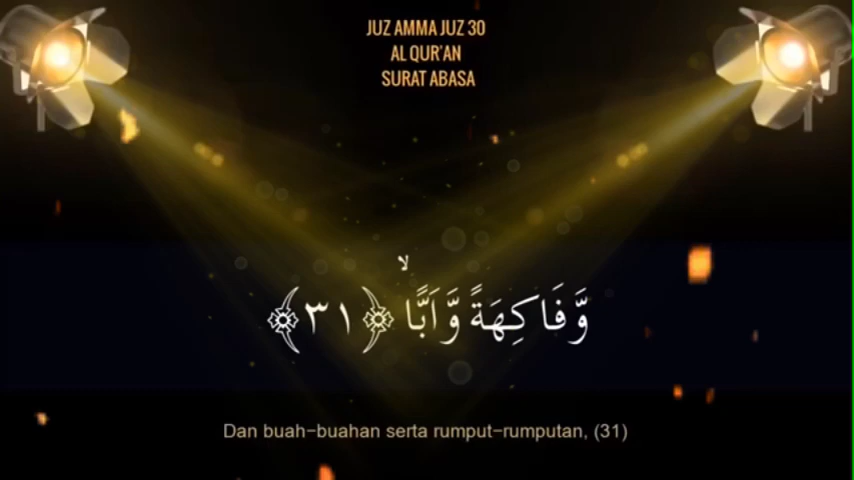 JUZ AMMA JUZ 30
AL QUR'AN
SURAT ABASA
وَّفَاكِهَةً وَّاَبًّا ۙ ﴿٣١﴾
Dan buah-buahan serta rumput-rumputan, (31)